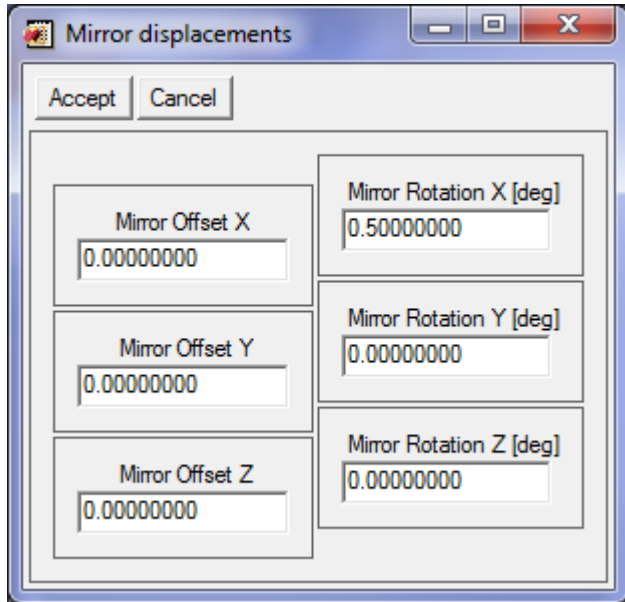 Mirror displacements
Accept
Cancel
Mirror Offset X
0.00000000
Mirror Offset Y
0.00000000
Mirror Offset Z
0.00000000
Mirror Rotation X [deg]
0.50000000
Mirror Rotation Y [deg]
0.00000000
Mirror Rotation Z [deg]
0.00000000